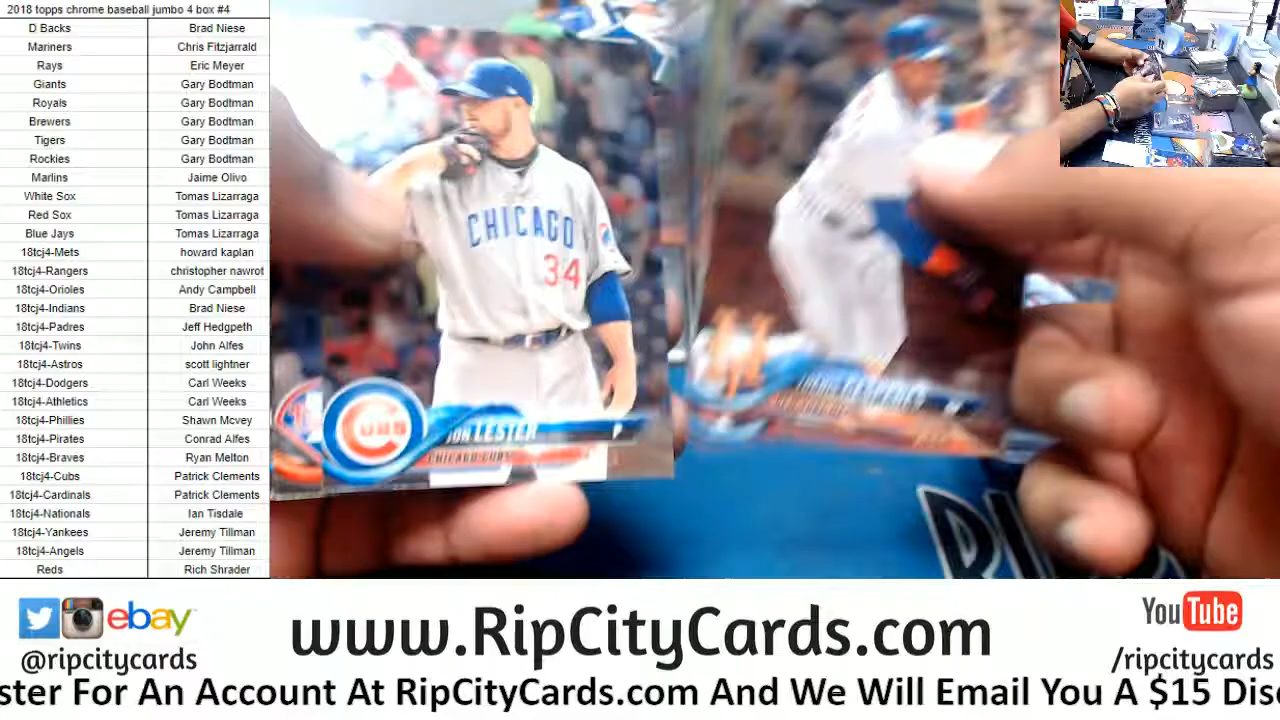 2018 topps chrome baseball jumbo 4 box #4
D Backs Brad Niese
Mariners Chris Fitzjarrald
Rays Eric Meyer
Giants Gary Bodtman
Royals Gary Bodtman
Brewers Gary Bodtman
Tigers Gary Bodtman
Rockies Gary Bodtman
Marlins Jaime Olivo
White Sox Tomas Lizarraga
Red Sox Tomas Lizarraga
Blue Jays Tomas Lizarraga
18tcj4-Mets howard kaplan
18tcj4-Rangers christopher nawrot
18tcj4-Orioles Andy Campbell
18tcj4-Indians Brad Niese
18tcj4-Padres Jeff Hedgpeth
18tcj4-Twins John Alfes
18tcj4-Astros scott lightner
18tcj4-Dodgers Carl Weeks
18tcj4-Athletics Carl Weeks
18tcj4-Phillies Shawn Mcvey
18tcj4-Pirates Conrad Alfes
18tcj4-Braves Ryan Melton
18tcj4-Cubs Patrick Clements
18tcj4-Cardinals Patrick Clements
18tcj4-Nationals Ian Tisdale
18tcj4-Yankees Jeremy Tillman
18tcj4-Angels Jeremy Tillman
Reds Rich Shrader
CHICAGO
34
CUBS
JON LESTER P
CHICAGO CUBS
ebay
@ripcitycards
www.RipCityCards.com
YouTube
/ripcitycards
ster For An Account At RipCityCards.com And We Will Email You A $15 Disc